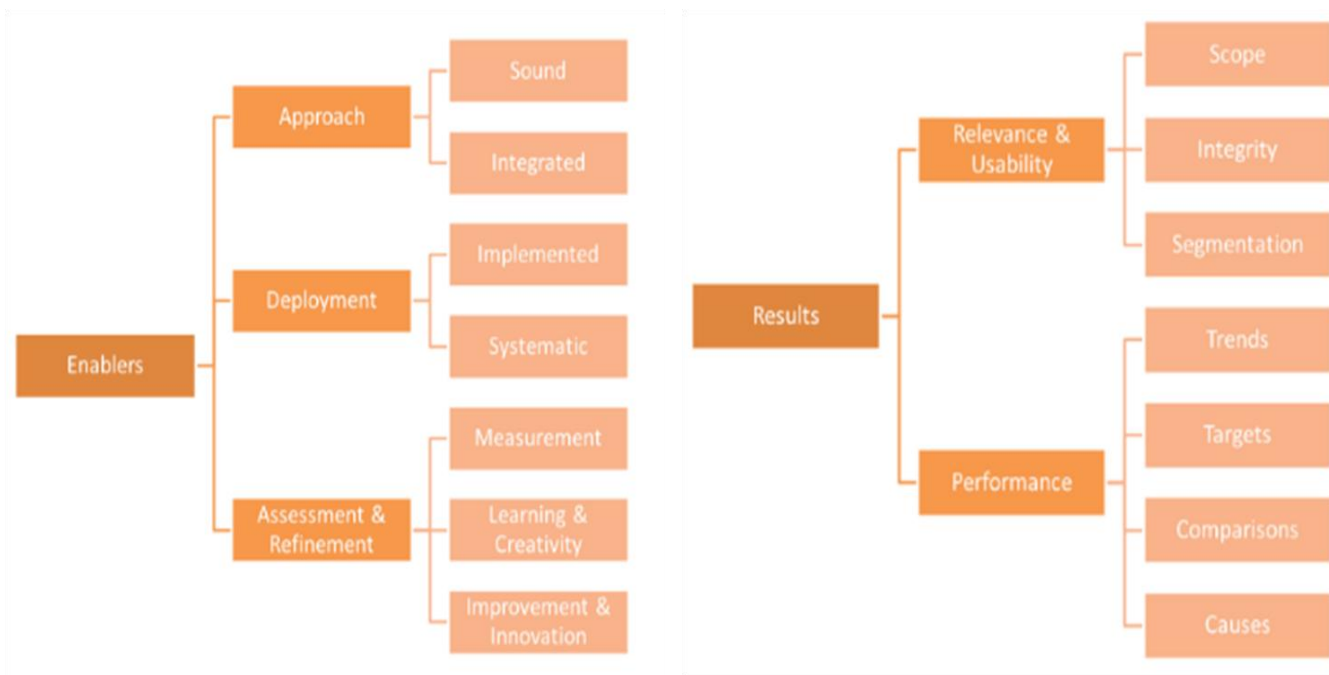 Enablers
Approach
Sound
Integrated
Deployment
Implemented
Systematic
Assessment &
Refinement
Measurement
Learning &
Creativity
Improvement &
Innovation
Results
Relevance &
Usability
Scope
Integrity
Segmentation
Performance
Trends
Targets
Comparisons
Causes